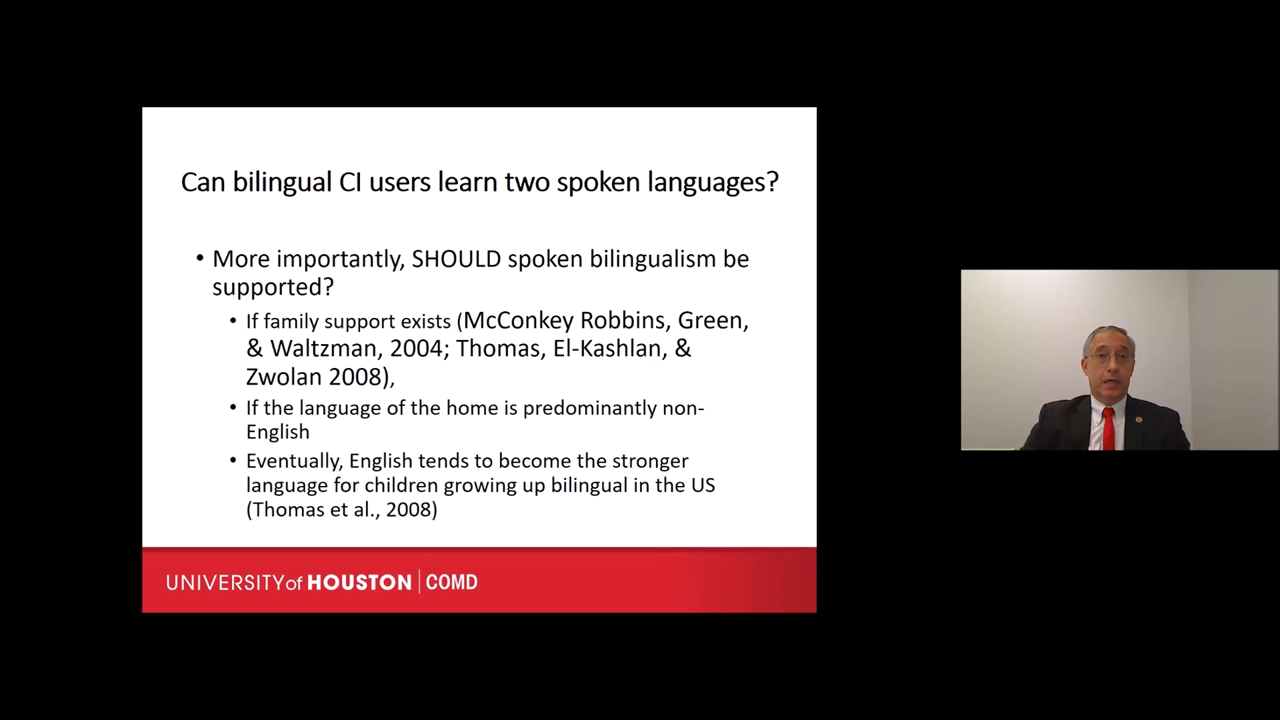 Can bilingual CI users learn two spoken languages?
• More importantly, SHOULD spoken bilingualism be
supported?
• If family support exists (McConkey Robbins, Green,
& Waltzman, 2004; Thomas, El-Kashlan, &
Zwolan 2008),
• If the language of the home is predominantly non-
English
• Eventually, English tends to become the stronger
language for children growing up bilingual in the US
(Thomas et al., 2008)
UNIVERSITY of HOUSTON | COMD